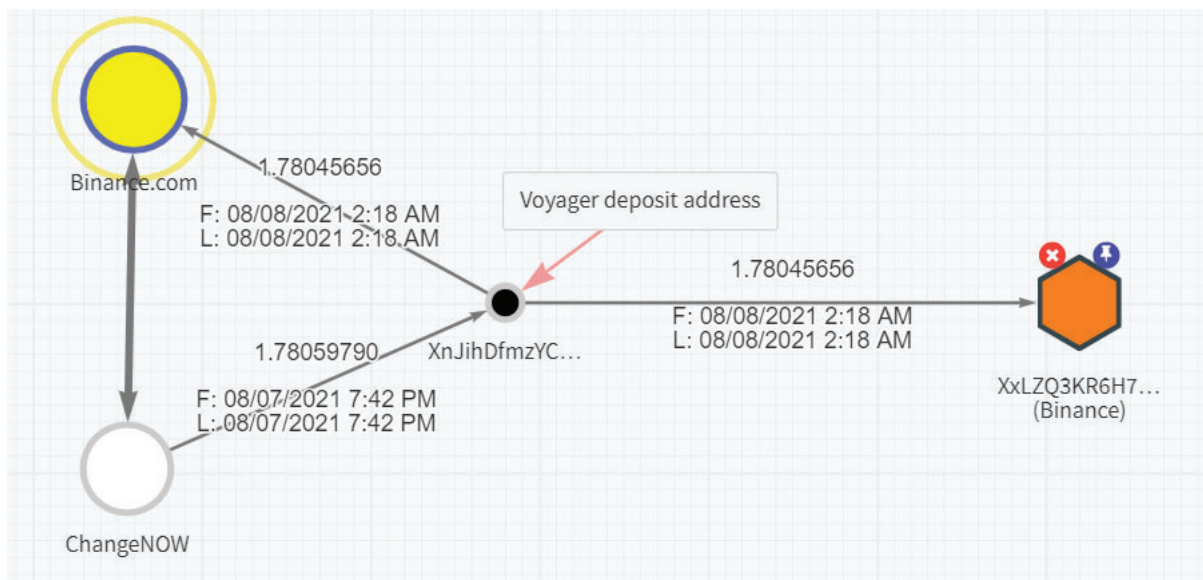 Binance.com
1.78045656
F: 08/08/2021 2:18 AM
L: 08/08/2021 2:18 AM
Voyager deposit address
1.78045656
F: 08/08/2021 2:18 AM
L: 08/08/2021 2:18 AM
1.78059790
XnJihDfmzYC...
F: 08/07/2021 7:42 PM
L: 08/07/2021 7:42 PM
XxLZQ3KR6H7...
(Binance)
ChangeNOW